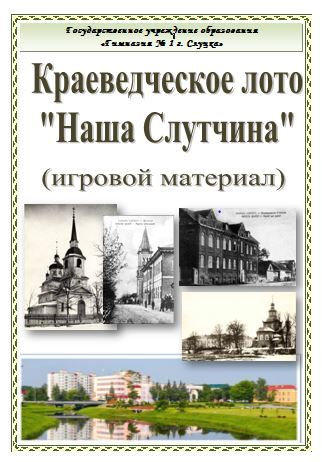 Государственное учреждение образования
«Гимназия № 1 г. Слуцка»
Краеведческое лото
"Наша Слутчина"
(игровой материал)